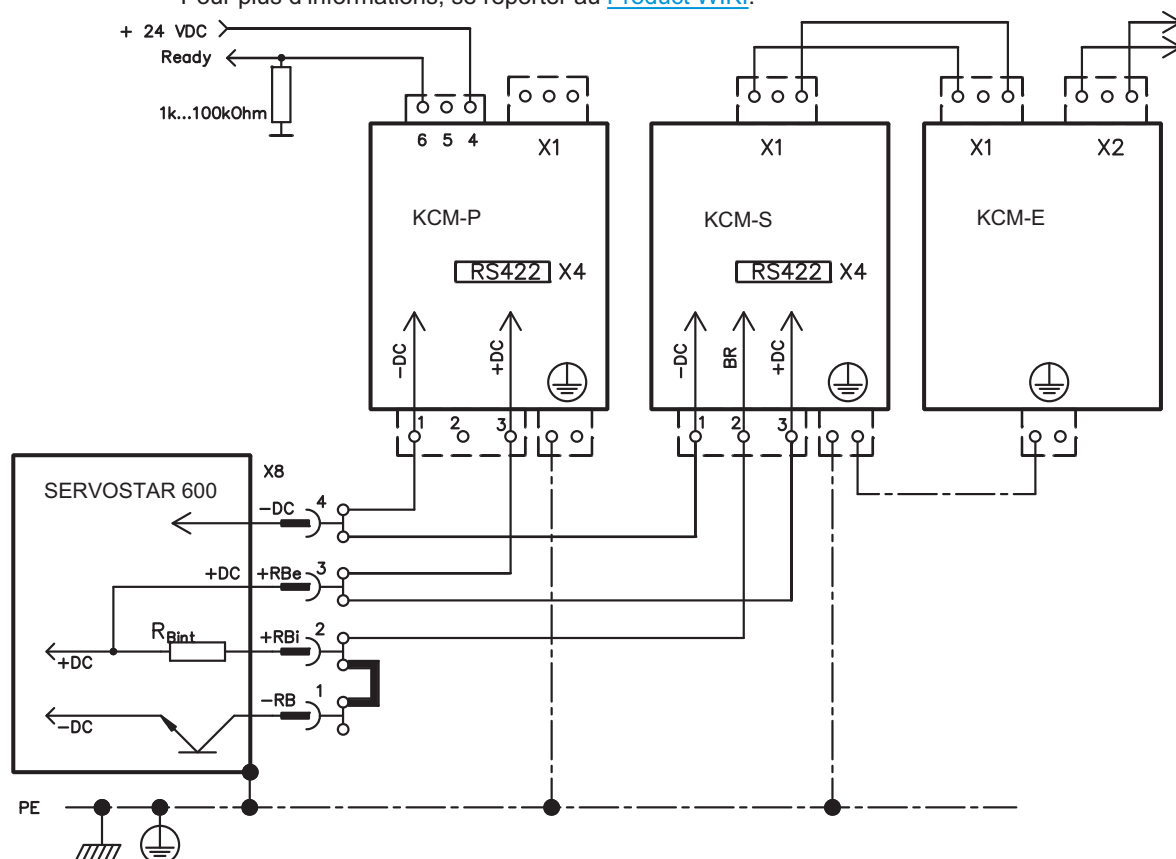 Pour plus d'informations, se reporter au Product WIKI.
+ 24 VDC
Ready
1k...100kOhm
6 5 4
X1
X1
X1
X2
KCM-P
KCM-S
KCM-E
RS422 X4
RS422 X4
-DC
+DC
-DC
BR
+DC
1 2 3
1 2 3
SERVOSTAR 600
X8
-DC 4
+DC +RBe 3
RBint
+RBi 2
+DC
-RB 1
-DC
PE